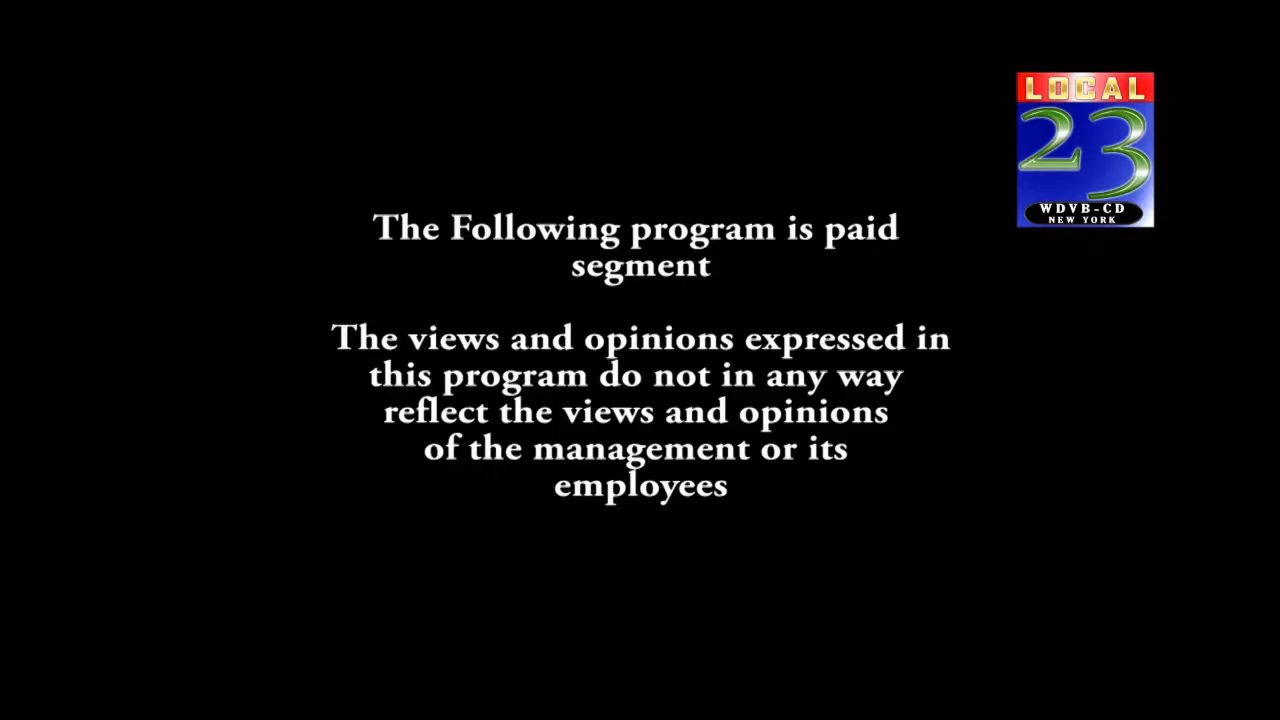 LOCAL
23
WDVB-CD
NEW YORK
The Following program is paid
segment
The views and opinions expressed in
this program do not in any way
reflect the views and opinions
of the management or its
employees